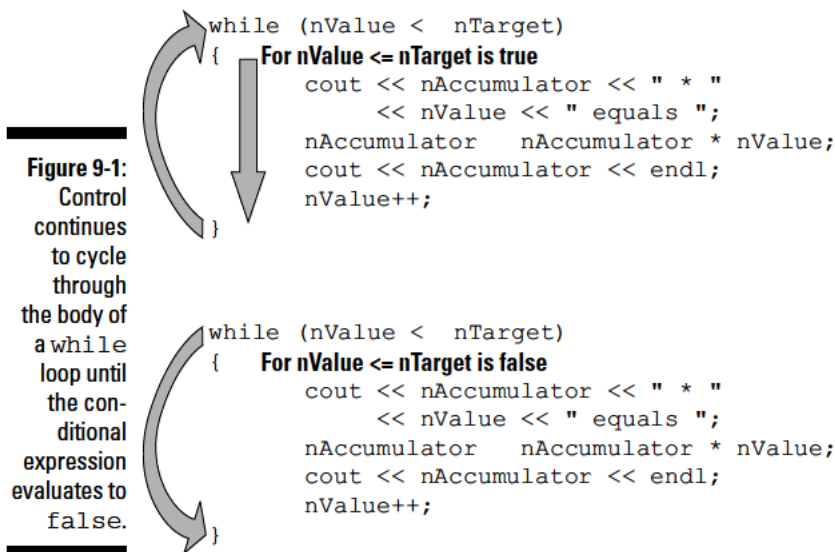 while (nValue <  nTarget)
{ For nValue <= nTarget is true
cout << nAccumulator << " * "
<< nValue << " equals ";
nAccumulator   nAccumulator * nValue;
cout << nAccumulator << endl;
nValue++;
}
Figure 9-1:
Control
continues
to cycle
through
the body of
a while
loop until
the con-
ditional
expression
evaluates to
false.
while (nValue <  nTarget)
{ For nValue <= nTarget is false
cout << nAccumulator << " * "
<< nValue << " equals ";
nAccumulator   nAccumulator * nValue;
cout << nAccumulator << endl;
nValue++;
}